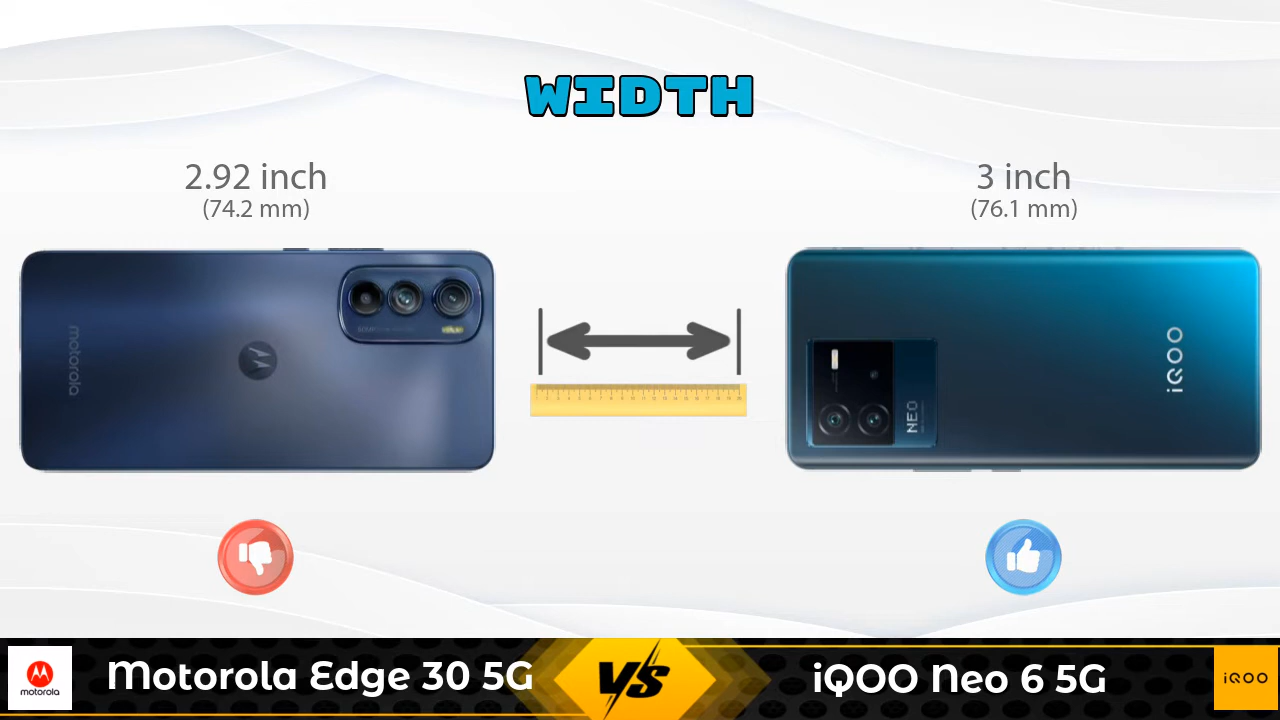 WIDTH
2.92 inch
(74.2 mm)
3 inch
(76.1 mm)
motorola
NEO
iQOO
motorola
Motorola Edge 30 5G
VS
iQOO Neo 6 5G
iQOO